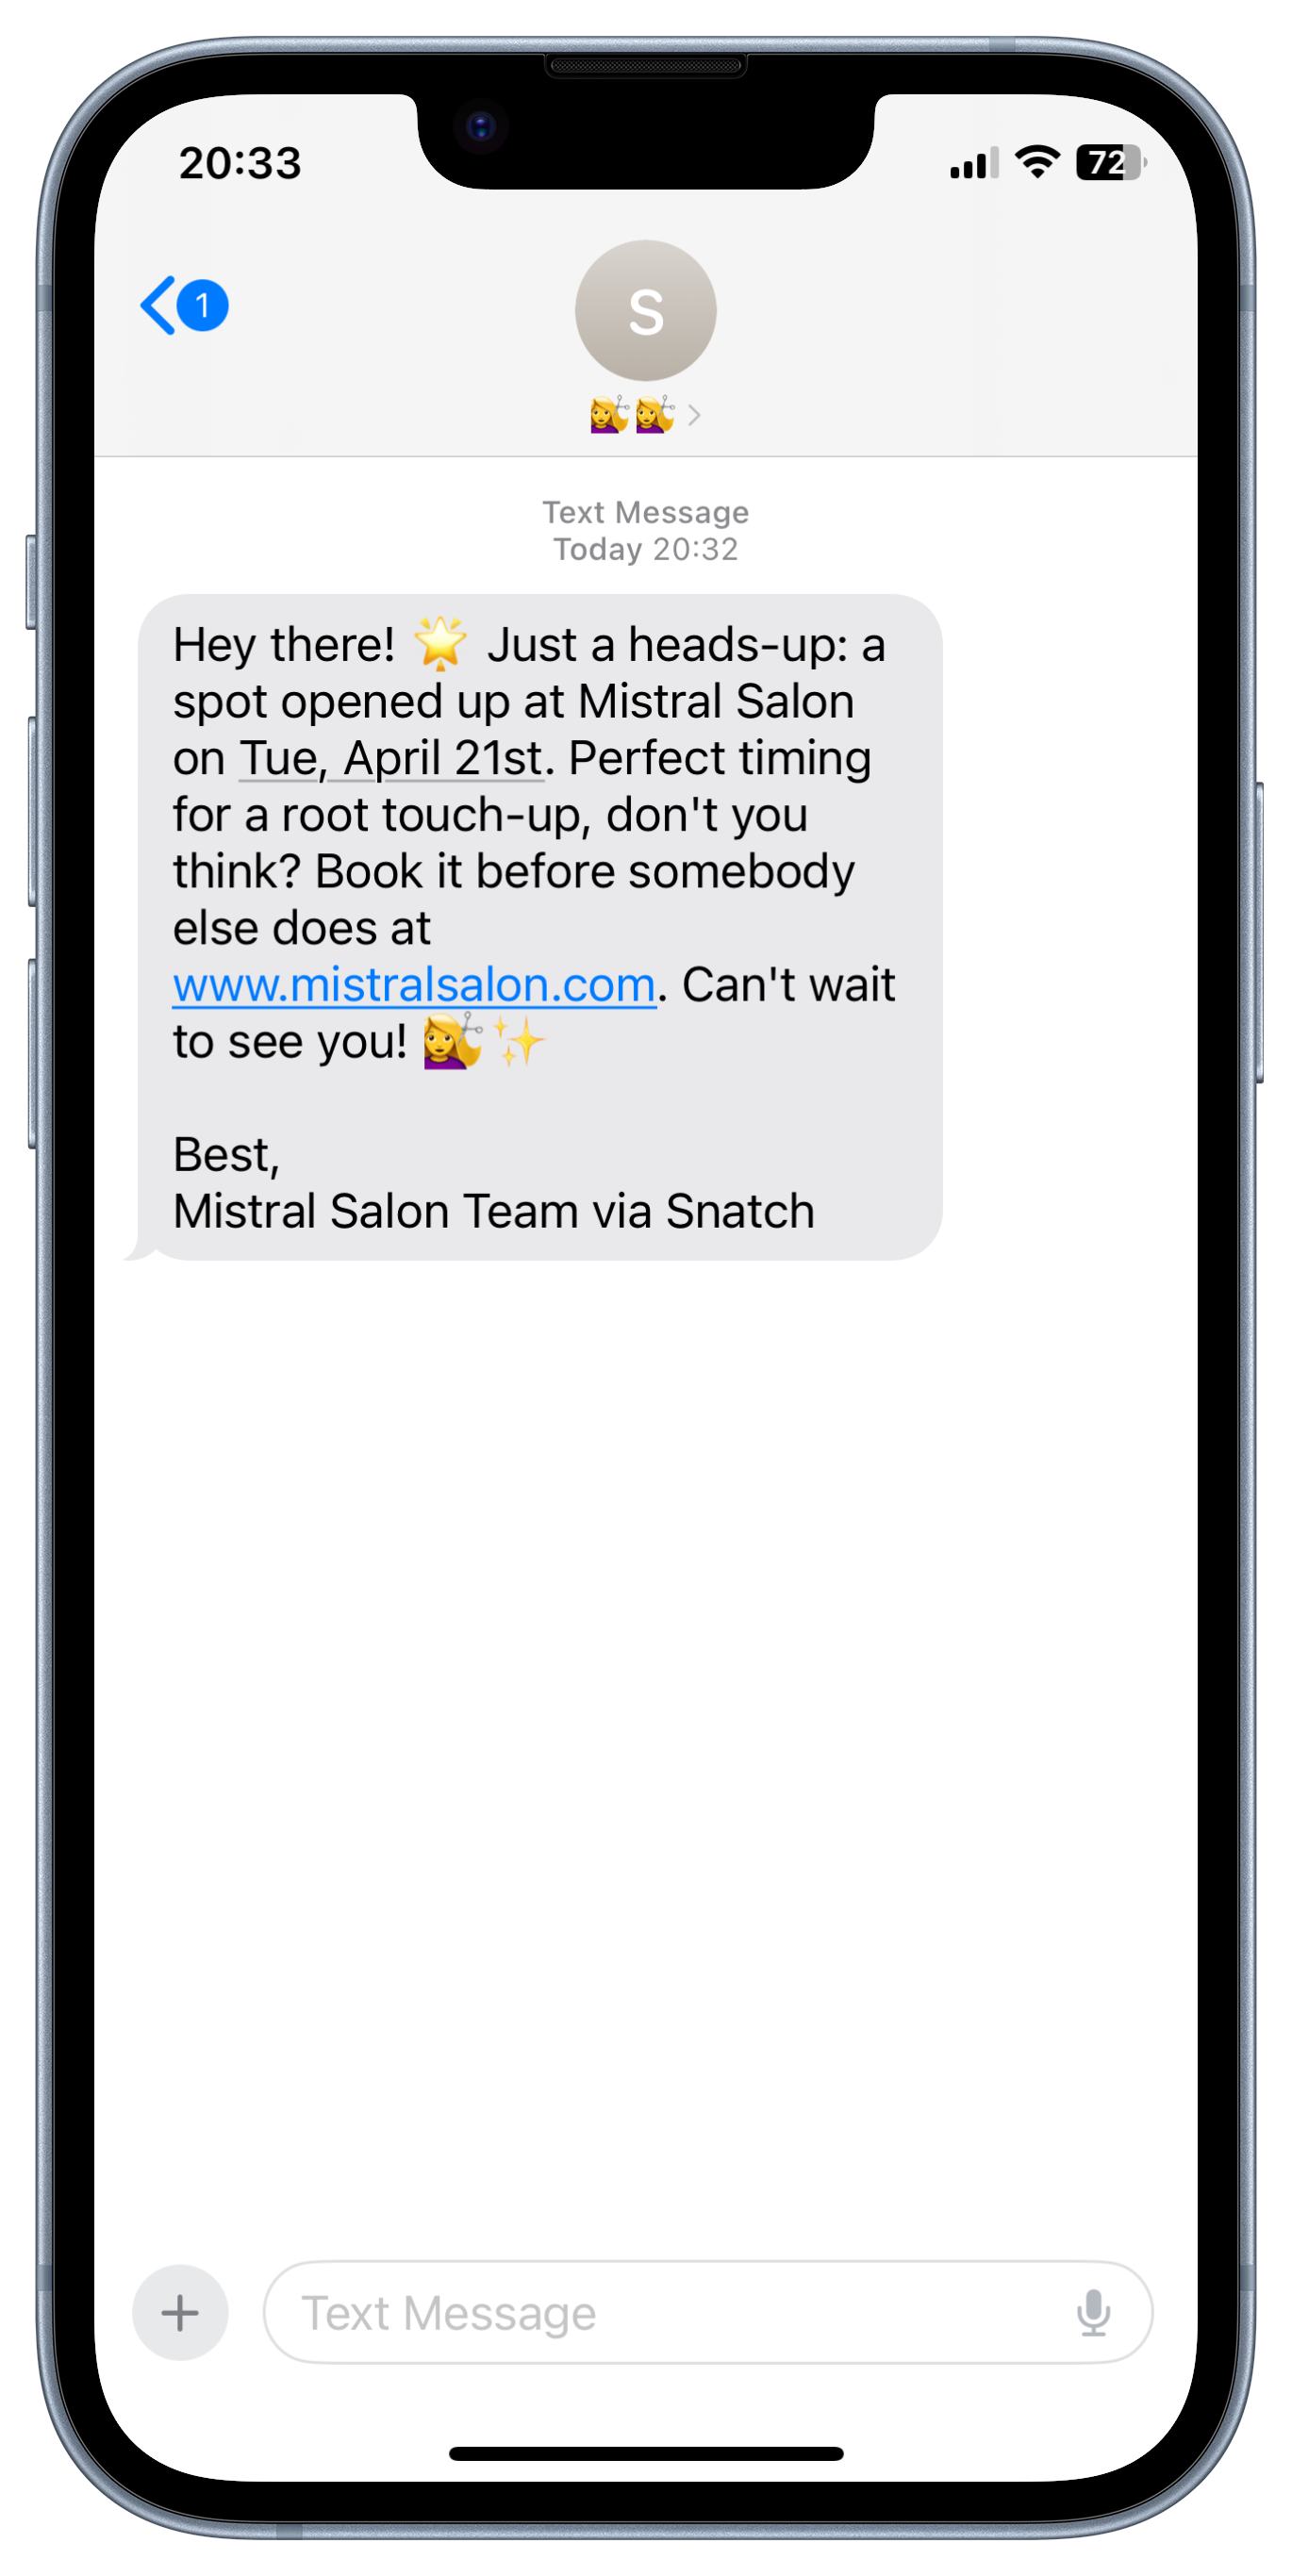 20:33
72
1
S
💇‍♀️💇‍♀️
Text Message
Today 20:32
Hey there! 🌟 Just a heads-up: a
spot opened up at Mistral Salon
on Tue, April 21st. Perfect timing
for a root touch-up, don't you
think? Book it before somebody
else does at
www.mistralsalon.com. Can't wait
to see you! 💇‍♀️✨
Best,
Mistral Salon Team via Snatch
Text Message